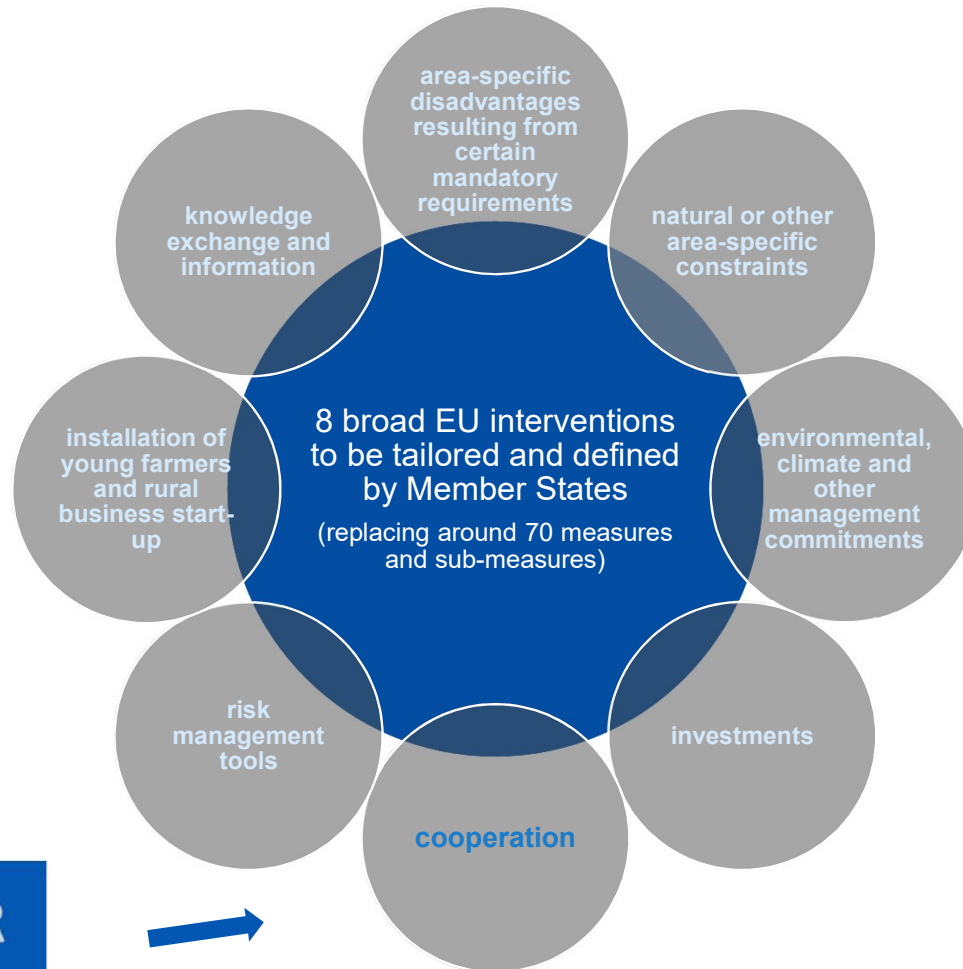 area-specific
disadvantages
resulting from
certain
mandatory
requirements
natural or other
area-specific
constraints
environmental,
climate and
other
management
commitments
investments
cooperation
risk
management
tools
installation of
young farmers
and rural
business start-
up
knowledge
exchange and
information
8 broad EU interventions
to be tailored and defined
by Member States
(replacing around 70 measures
and sub-measures)
R